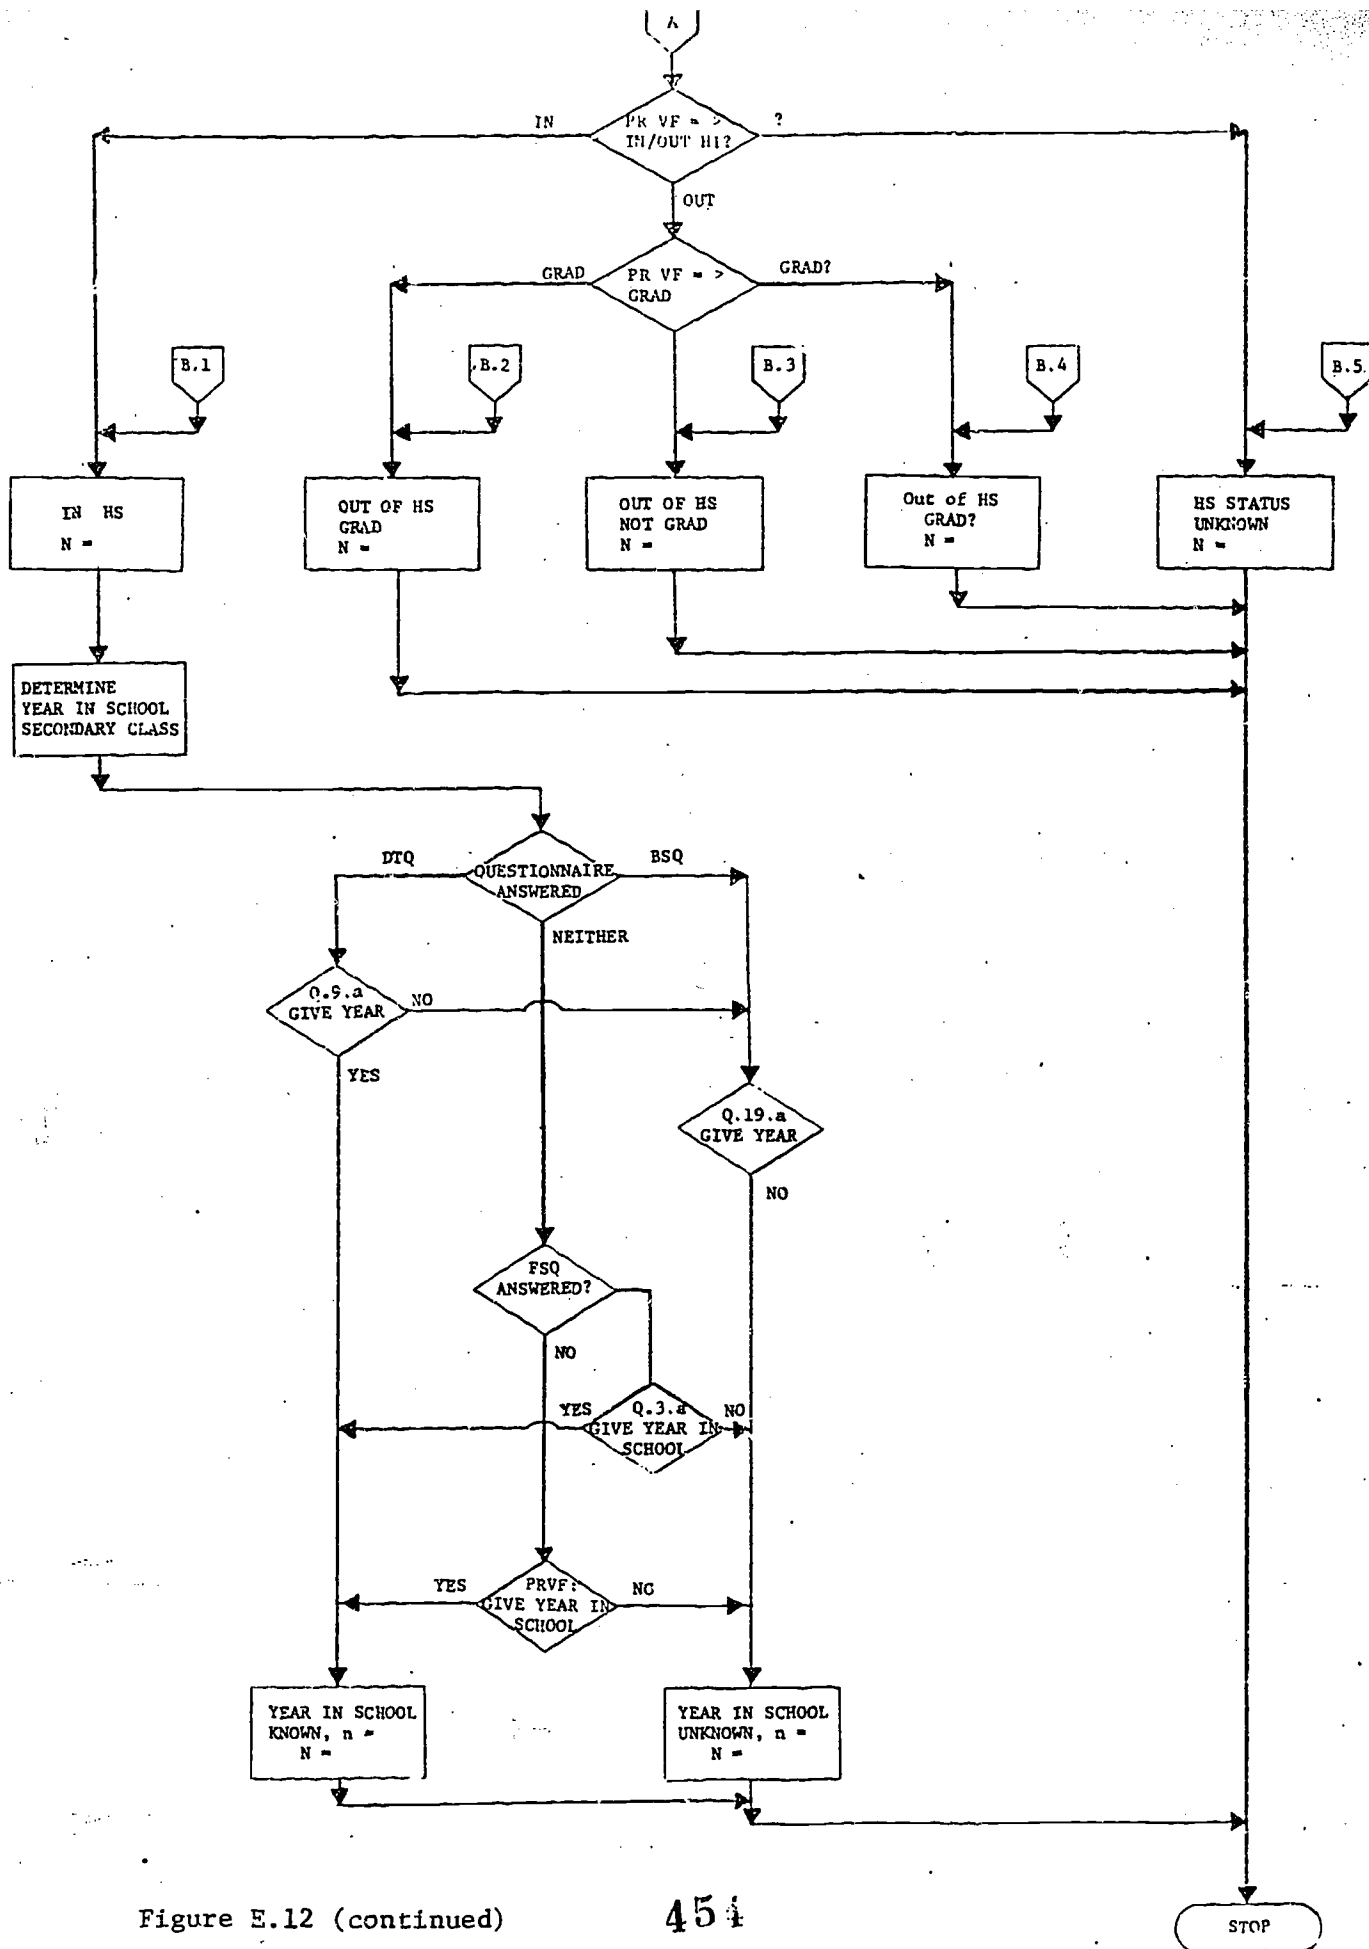 A
IN
PR VF = >
IN/OUT HI?
?
OUT
GRAD
PR VF = >
GRAD
GRAD?
B.1
B.2
B.3
B.4
B.5
IN HS
N =
OUT OF HS
GRAD
N =
OUT OF HS
NOT GRAD
N =
Out of HS
GRAD?
N =
HS STATUS
UNKNOWN
N =
DETERMINE
YEAR IN SCHOOL
SECONDARY CLASS
DTQ
QUESTIONNAIRE
ANSWERED
BSQ
NEITHER
Q.9.a
GIVE YEAR
NO
YES
Q.19.a
GIVE YEAR
NO
FSQ
ANSWERED?
NO
YES
Q.3.a
GIVE YEAR IN
SCHOOL
NO
YES
PRVF:
GIVE YEAR IN
SCHOOL
NO
YEAR IN SCHOOL
KNOWN, n =
N =
YEAR IN SCHOOL
UNKNOWN, n =
N =
Figure E.12 (continued)
454
STOP